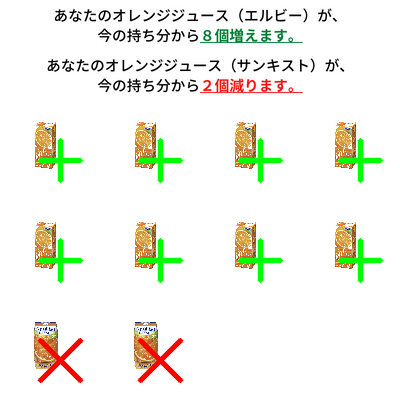 あなたのオレンジジュース（エルビー）が、
今の持ち分から８個増えます。
あなたのオレンジジュース（サンキスト）が、
今の持ち分から２個減ります。